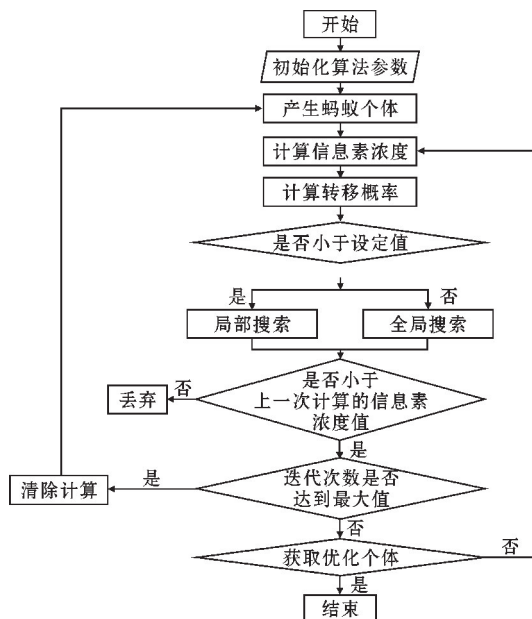 开始
初始化算法参数
产生蚂蚁个体
计算信息素浓度
计算转移概率
是否小于设定值
是
否
局部搜索
全局搜索
是否小于
上一次计算的信息素
浓度值
否
丢弃
是
迭代次数是否
达到最大值
是
清除计算
否
获取优化个体
否
是
结束